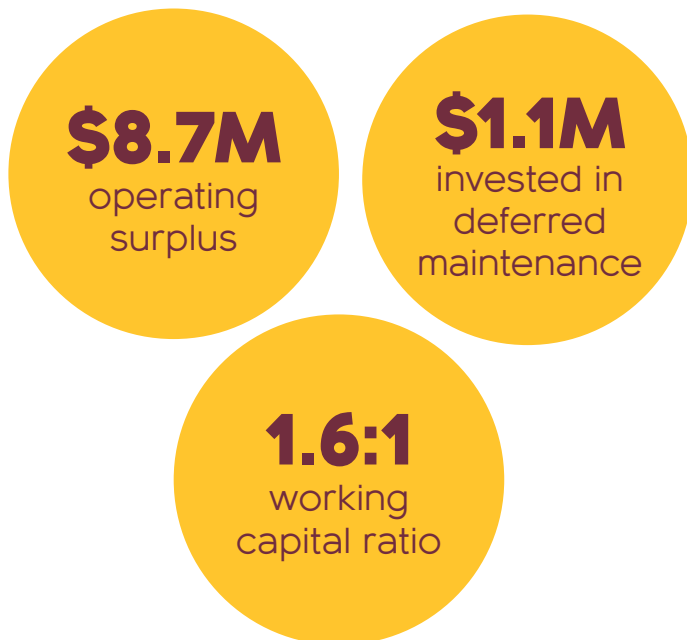 $8.7M
operating
surplus
$1.1M
invested in
deferred
maintenance
1.6:1
working
capital ratio